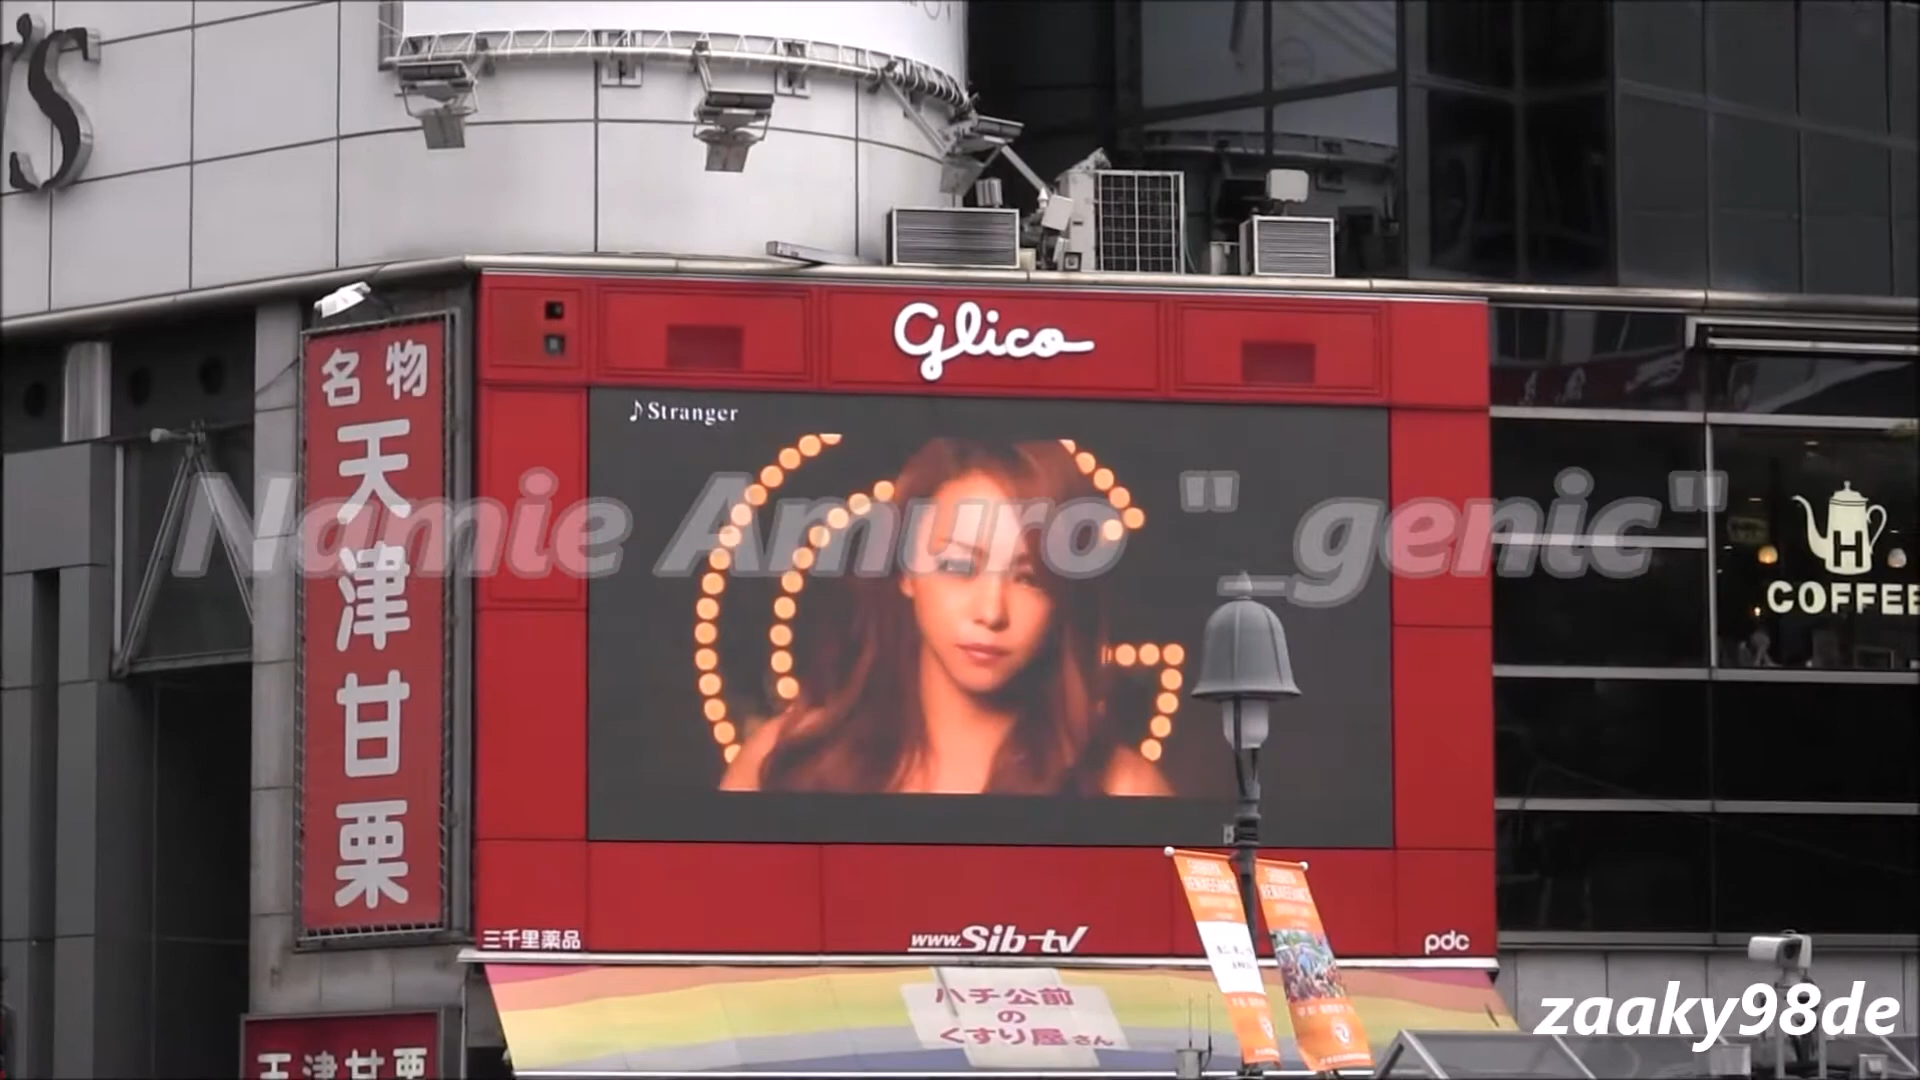 'S
Glico
♪Stranger
名物
天津甘栗
Namie Amuro "_genic"
H
COFFEE
三千里薬品
www.Sib-tv
pdc
ハチ公前
の
くすり屋さん
天津甘栗
zaaky98de